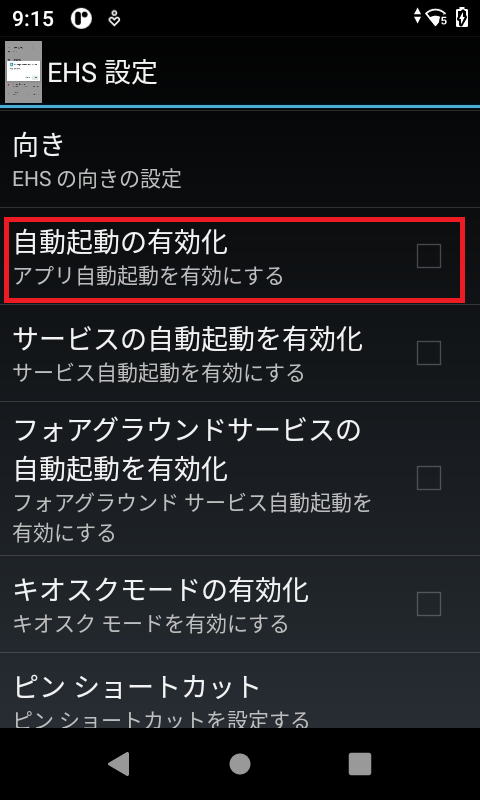 9:15
5
EHS 設定
向き
EHS の向きの設定
自動起動の有効化
アプリ自動起動を有効にする
サービスの自動起動を有効化
サービス自動起動を有効にする
フォアグラウンドサービスの
自動起動を有効化
フォアグラウンド サービス自動起動を
有効にする
キオスクモードの有効化
キオスク モードを有効にする
ピン ショートカット
ピン ショートカットを設定する